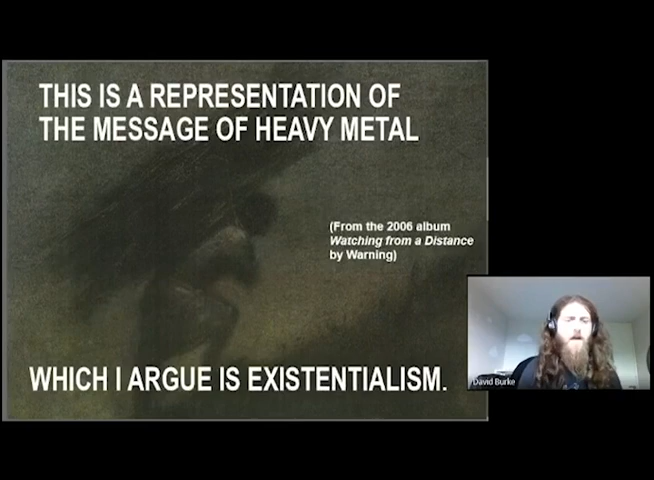 THIS IS A REPRESENTATION OF
THE MESSAGE OF HEAVY METAL
(From the 2006 album
Watching from a Distance
by Warning)
WHICH I ARGUE IS EXISTENTIALISM.
David Burke